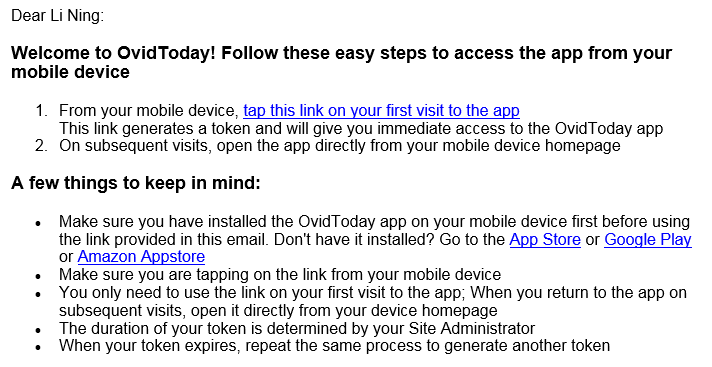 Dear Li Ning:
Welcome to OvidToday! Follow these easy steps to access the app from your
mobile device
1. From your mobile device, tap this link on your first visit to the app
This link generates a token and will give you immediate access to the OvidToday app
2. On subsequent visits, open the app directly from your mobile device homepage
A few things to keep in mind:
• Make sure you have installed the OvidToday app on your mobile device first before using
the link provided in this email. Don't have it installed? Go to the App Store or Google Play
or Amazon Appstore
• Make sure you are tapping on the link from your mobile device
• You only need to use the link on your first visit to the app; When you return to the app on
subsequent visits, open it directly from your device homepage
• The duration of your token is determined by your Site Administrator
• When your token expires, repeat the same process to generate another token